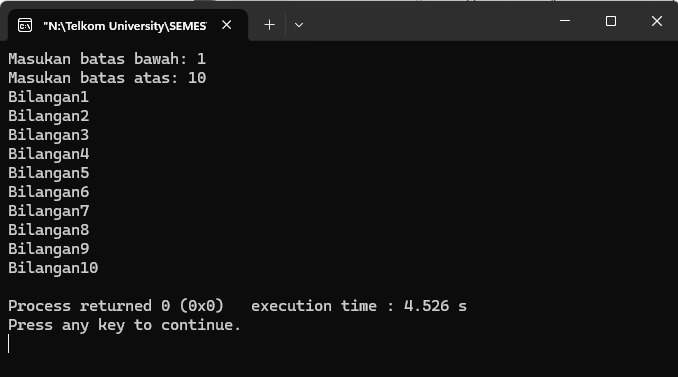 "N:\Telkom University\SEMES
Masukan batas bawah: 1
Masukan batas atas: 10
Bilangan1
Bilangan2
Bilangan3
Bilangan4
Bilangan5
Bilangan6
Bilangan7
Bilangan8
Bilangan9
Bilangan10
Process returned 0 (0x0)   execution time : 4.526 s
Press any key to continue.